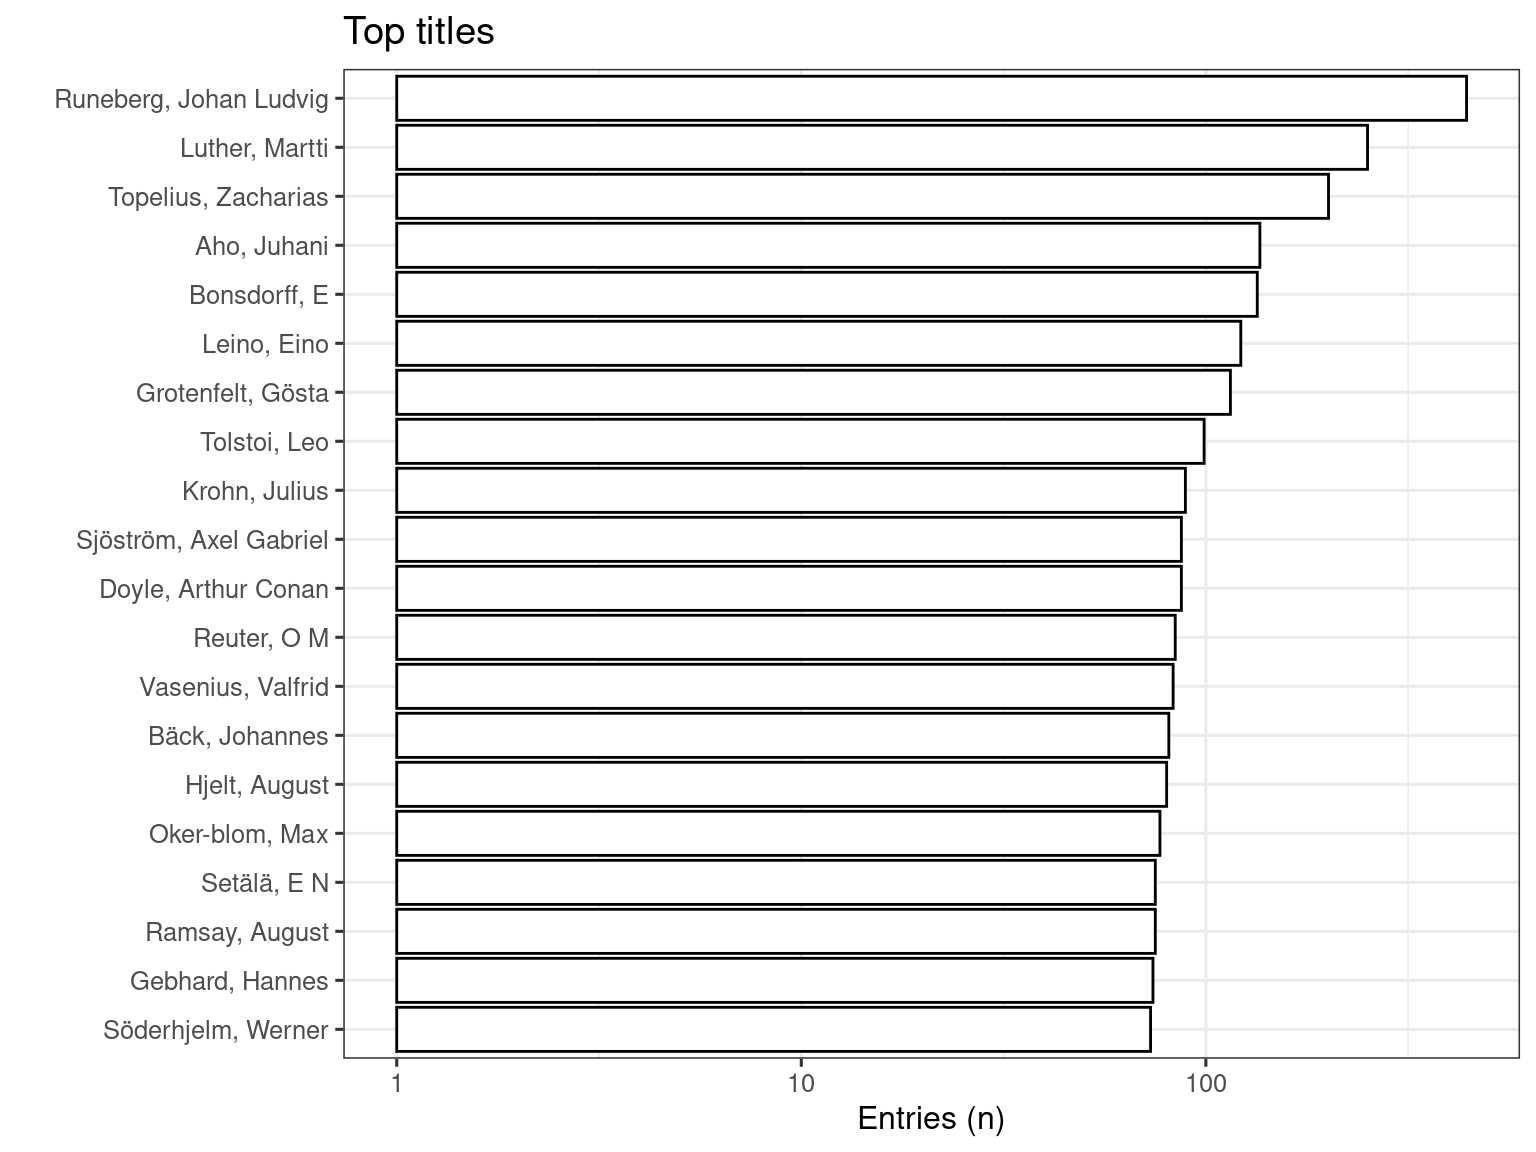 Top titles
Runeberg, Johan Ludvig
Luther, Martti
Topelius, Zacharias
Aho, Juhani
Bonsdorff, E
Leino, Eino
Grotenfelt, Gösta
Tolstoi, Leo
Krohn, Julius
Sjöström, Axel Gabriel
Doyle, Arthur Conan
Reuter, O M
Vasenius, Valfrid
Bäck, Johannes
Hjelt, August
Oker-blom, Max
Setälä, E N
Ramsay, August
Gebhard, Hannes
Söderhjelm, Werner
1 10 100
Entries (n)